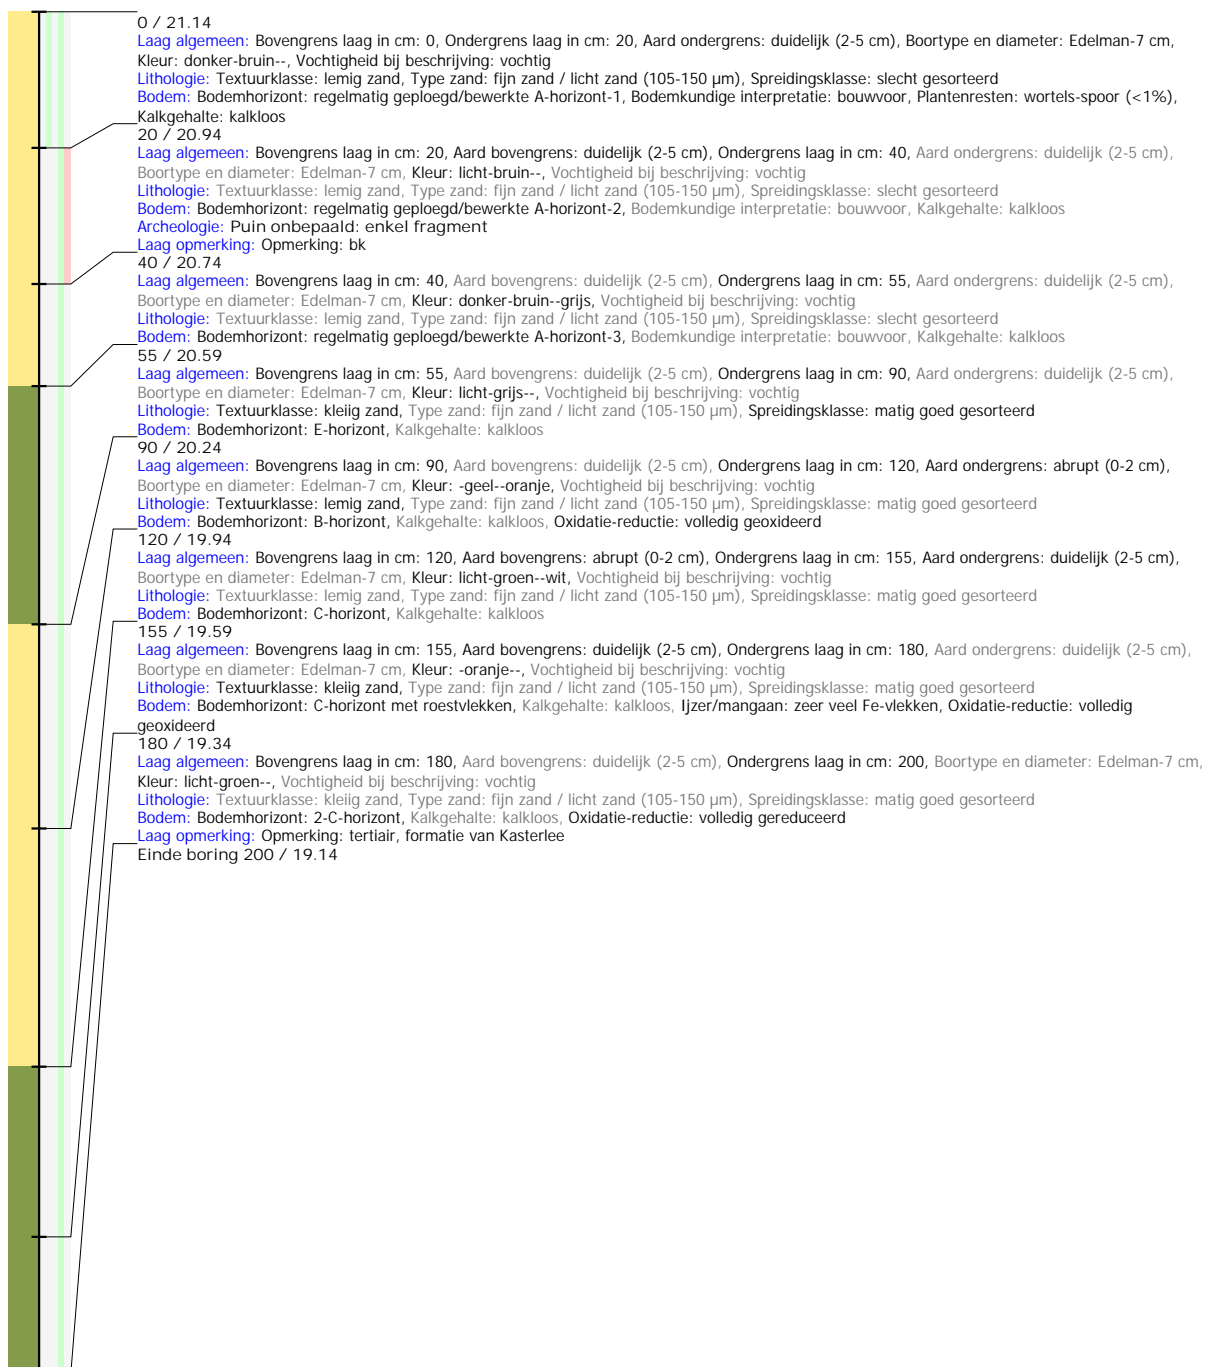 0 / 21.14
Laag algemeen: Bovengrens laag in cm: 0, Ondergrens laag in cm: 20, Aard ondergrens: duidelijk (2-5 cm), Boortype en diameter: Edelman-7 cm,
Kleur: donker-bruin--, Vochtigheid bij beschrijving: vochtig
Lithologie: Textuurklasse: lemig zand, Type zand: fijn zand / licht zand (105-150 µm), Spreidingsklasse: slecht gesorteerd
Bodem: Bodemhorizont: regelmatig geploegd/bewerkte A-horizont-1, Bodemkundige interpretatie: bouwvoor, Plantenresten: wortels-spoor (<1%),
Kalkgehalte: kalkloos
20 / 20.94
Laag algemeen: Bovengrens laag in cm: 20, Aard bovengrens: duidelijk (2-5 cm), Ondergrens laag in cm: 40, Aard ondergrens: duidelijk (2-5 cm),
Boortype en diameter: Edelman-7 cm, Kleur: licht-bruin--, Vochtigheid bij beschrijving: vochtig
Lithologie: Textuurklasse: lemig zand, Type zand: fijn zand / licht zand (105-150 µm), Spreidingsklasse: slecht gesorteerd
Bodem: Bodemhorizont: regelmatig geploegd/bewerkte A-horizont-2, Bodemkundige interpretatie: bouwvoor, Kalkgehalte: kalkloos
Archeologie: Puin onbepaald: enkel fragment
Laag opmerking: Opmerking: bk
40 / 20.74
Laag algemeen: Bovengrens laag in cm: 40, Aard bovengrens: duidelijk (2-5 cm), Ondergrens laag in cm: 55, Aard ondergrens: duidelijk (2-5 cm),
Boortype en diameter: Edelman-7 cm, Kleur: donker-bruin--grijs, Vochtigheid bij beschrijving: vochtig
Lithologie: Textuurklasse: lemig zand, Type zand: fijn zand / licht zand (105-150 µm), Spreidingsklasse: slecht gesorteerd
Bodem: Bodemhorizont: regelmatig geploegd/bewerkte A-horizont-3, Bodemkundige interpretatie: bouwvoor, Kalkgehalte: kalkloos
55 / 20.59
Laag algemeen: Bovengrens laag in cm: 55, Aard bovengrens: duidelijk (2-5 cm), Ondergrens laag in cm: 90, Aard ondergrens: duidelijk (2-5 cm),
Boortype en diameter: Edelman-7 cm, Kleur: licht-grijs--, Vochtigheid bij beschrijving: vochtig
Lithologie: Textuurklasse: kleiig zand, Type zand: fijn zand / licht zand (105-150 µm), Spreidingsklasse: matig goed gesorteerd
Bodem: Bodemhorizont: E-horizont, Kalkgehalte: kalkloos
90 / 20.24
Laag algemeen: Bovengrens laag in cm: 90, Aard bovengrens: duidelijk (2-5 cm), Ondergrens laag in cm: 120, Aard ondergrens: abrupt (0-2 cm),
Boortype en diameter: Edelman-7 cm, Kleur: -geel--oranje, Vochtigheid bij beschrijving: vochtig
Lithologie: Textuurklasse: lemig zand, Type zand: fijn zand / licht zand (105-150 µm), Spreidingsklasse: matig goed gesorteerd
Bodem: Bodemhorizont: B-horizont, Kalkgehalte: kalkloos, Oxidatie-reductie: volledig geoxideerd
120 / 19.94
Laag algemeen: Bovengrens laag in cm: 120, Aard bovengrens: abrupt (0-2 cm), Ondergrens laag in cm: 155, Aard ondergrens: duidelijk (2-5 cm),
Boortype en diameter: Edelman-7 cm, Kleur: licht-groen--wit, Vochtigheid bij beschrijving: vochtig
Lithologie: Textuurklasse: lemig zand, Type zand: fijn zand / licht zand (105-150 µm), Spreidingsklasse: matig goed gesorteerd
Bodem: Bodemhorizont: C-horizont, Kalkgehalte: kalkloos
155 / 19.59
Laag algemeen: Bovengrens laag in cm: 155, Aard bovengrens: duidelijk (2-5 cm), Ondergrens laag in cm: 180, Aard ondergrens: duidelijk (2-5 cm),
Boortype en diameter: Edelman-7 cm, Kleur: -oranje--, Vochtigheid bij beschrijving: vochtig
Lithologie: Textuurklasse: kleiig zand, Type zand: fijn zand / licht zand (105-150 µm), Spreidingsklasse: matig goed gesorteerd
Bodem: Bodemhorizont: C-horizont met roestvlekken, Kalkgehalte: kalkloos, Ijzer/mangaan: zeer veel Fe-vlekken, Oxidatie-reductie: volledig
geoxideerd
180 / 19.34
Laag algemeen: Bovengrens laag in cm: 180, Aard bovengrens: duidelijk (2-5 cm), Ondergrens laag in cm: 200, Boortype en diameter: Edelman-7 cm,
Kleur: licht-groen--, Vochtigheid bij beschrijving: vochtig
Lithologie: Textuurklasse: kleiig zand, Type zand: fijn zand / licht zand (105-150 µm), Spreidingsklasse: matig goed gesorteerd
Bodem: Bodemhorizont: 2-C-horizont, Kalkgehalte: kalkloos, Oxidatie-reductie: volledig gereduceerd
Laag opmerking: Opmerking: tertiair, formatie van Kasterlee
Einde boring 200 / 19.14